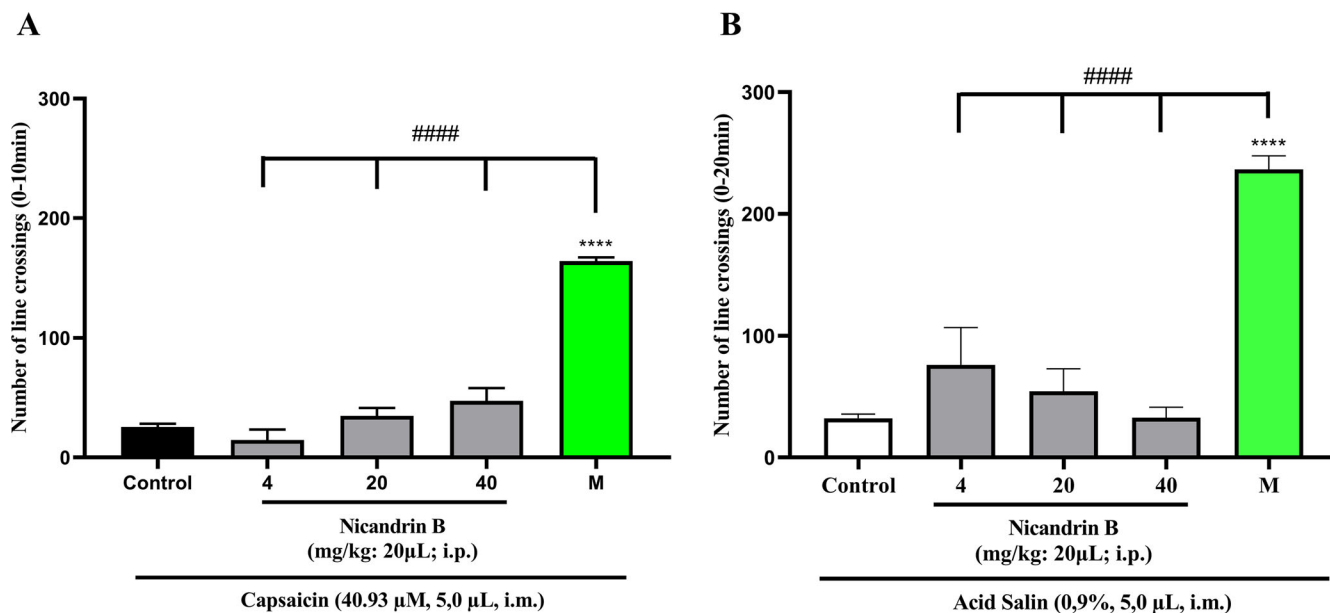 A
Number of line crossings (0-10min)
300
200
100
0
####
****
Control 4 20 40 M
Nicandrin B
(mg/kg: 20µL; i.p.)
Capsaicin (40.93 µM, 5,0 µL, i.m.)
B
Number of line crossings (0-20min)
300
200
100
0
####
****
Control 4 20 40 M
Nicandrin B
(mg/kg: 20µL; i.p.)
Acid Salin (0,9%, 5,0 µL, i.m.)